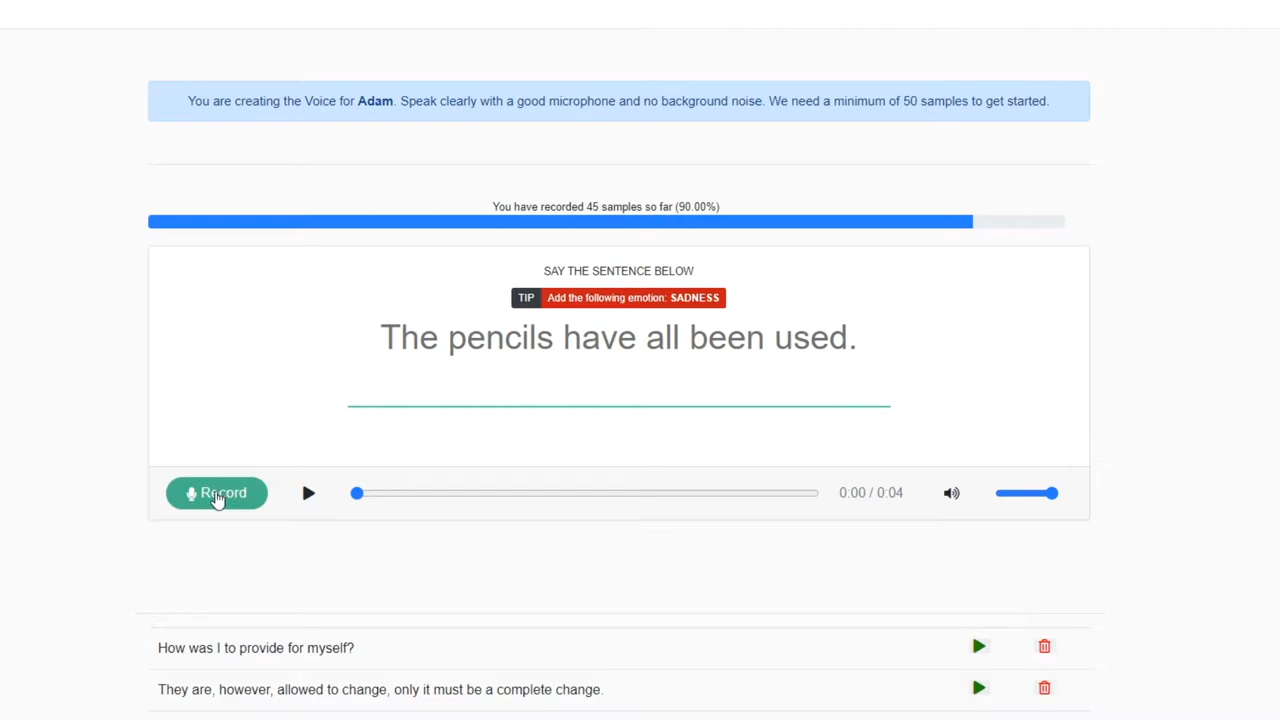 You are creating the Voice for Adam. Speak clearly with a good microphone and no background noise. We need a minimum of 50 samples to get started.
You have recorded 45 samples so far (90.00%)
SAY THE SENTENCE BELOW
TIP Add the following emotion: SADNESS
The pencils have all been used.
Record 0:00 / 0:04
How was I to provide for myself?
They are, however, allowed to change, only it must be a complete change.